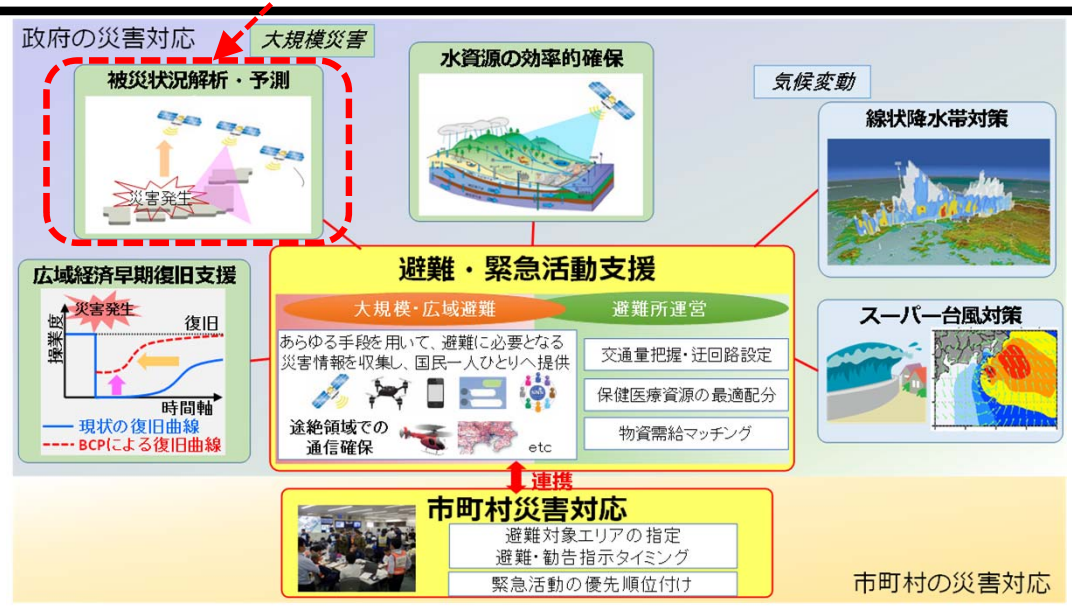 政府の災害対応
大規模災害
被災状況解析・予測
災害発生
水資源の効率的確保
気候変動
線状降水帯対策
広域経済早期復旧支援
災害発生
復旧
操業度
時間軸
現状の復旧曲線
BCPによる復旧曲線
避難・緊急活動支援
大規模・広域避難
避難所運営
あらゆる手段を用いて、避難に必要となる
災害情報を収集し、国民一人ひとりへ提供
途絶領域での
通信確保
etc
交通量把握・迂回路設定
保健医療資源の最適配分
物資需給マッチング
スーパー台風対策
連携
市町村災害対応
避難対象エリアの指定
避難・勧告指示タイミング
緊急活動の優先順位付け
市町村の災害対応